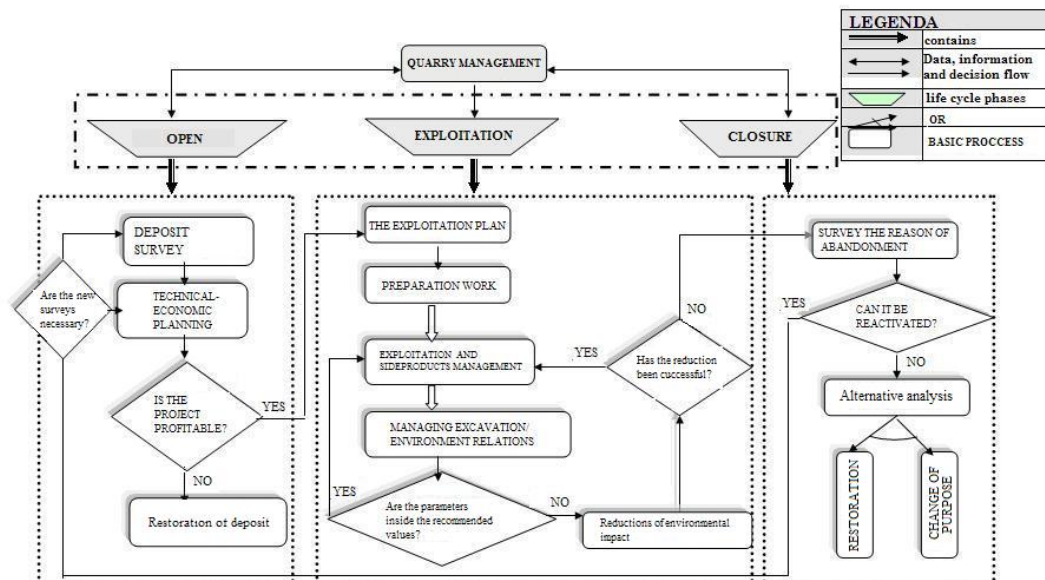 LEGENDA
contains
Data, information
and decision flow
life cycle phases
OR
BASIC PROCCESS
QUARRY MANAGEMENT
OPEN
EXPLOITATION
CLOSURE
DEPOSIT
SURVEY
Are the new
surveys
necessary?
TECHNICAL-
ECONOMIC
PLANNING
IS THE
PROJECT
PROFITABLE?
YES
NO
Restoration of deposit
THE EXPLOITATION PLAN
PREPARATION WORK
EXPLOITATION AND
SIDEPRODUCTS MANAGEMENT
MANAGING EXCAVATION/
ENVIRONMENT RELATIONS
YES
Are the parameters
inside the recommended
values?
NO
Reductions of environmental
impact
Has the reduction
been cuccessful?
YES
NO
SURVEY THE REASON OF
ABANDONMENT
YES
CAN IT BE
REACTIVATED?
NO
Alternative analysis
RESTORATION
CHANGE OF
PURPOSE